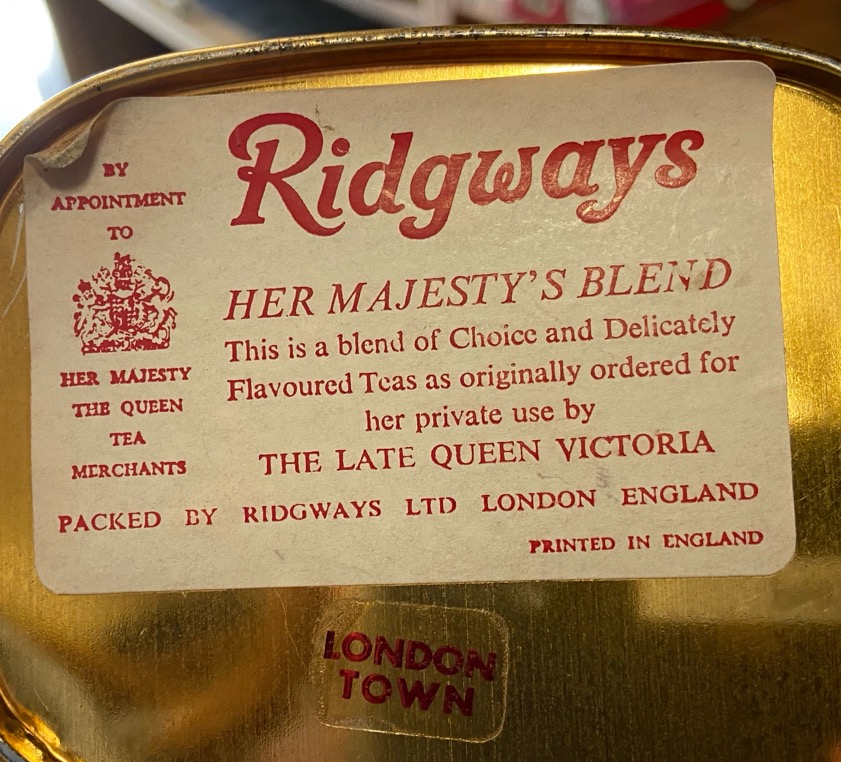 Ridgways
BY
APPOINTMENT
TO
HER MAJESTY
THE QUEEN
TEA
MERCHANTS
HER MAJESTY'S BLEND
This is a blend of Choice and Delicately
Flavoured Teas as originally ordered for
her private use by
THE LATE QUEEN VICTORIA
PACKED BY RIDGWAYS LTD LONDON ENGLAND
PRINTED IN ENGLAND
LONDON
TOWN